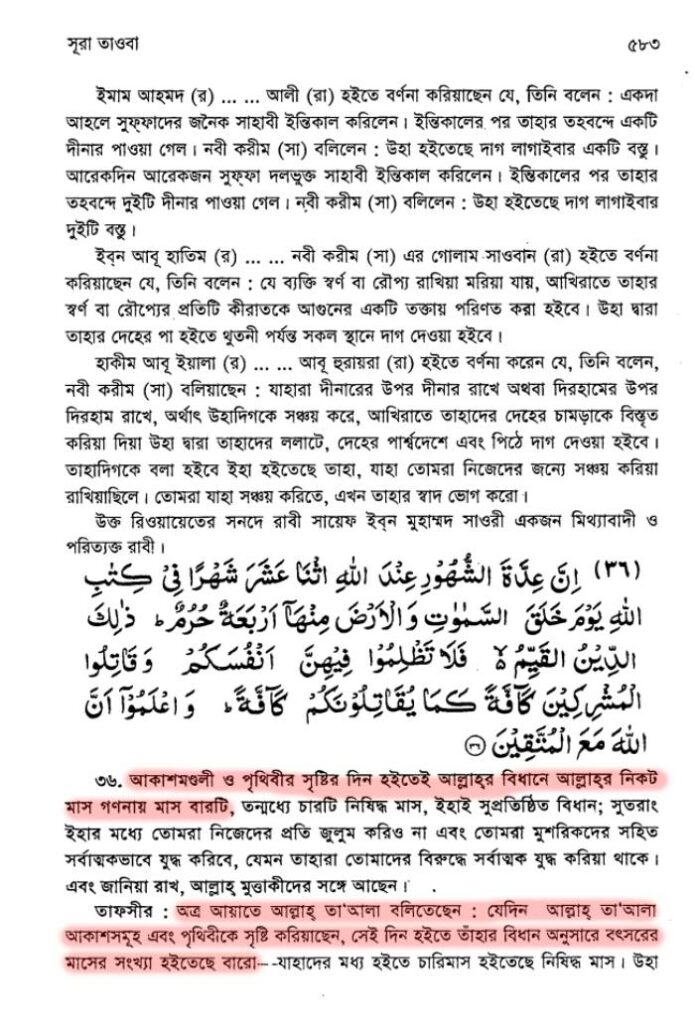 সূরা তাওবা ৫৮৩
ইমাম আহমদ (র) ... ... আলী (রা) হইতে বর্ণনা করিয়াছেন যে, তিনি বলেন : একদা
আহলে সুফ্ফাদের জনৈক সাহাবী ইন্তিকাল করিলেন। ইন্তিকালের পর তাহার তহবন্দে একটি
দীনার পাওয়া গেল। নবী করীম (সা) বলিলেন : উহা হইতেছে দাগ লাগাইবার একটি বস্তু।
আরেকদিন আরেকজন সুফ্ফা দলভুক্ত সাহাবী ইন্তিকাল করিলেন। ইন্তিকালের পর তাহার
তহবন্দে দুইটি দীনার পাওয়া গেল। নবী করীম (সা) বলিলেন : উহা হইতেছে দাগ লাগাইবার
দুইটি বস্তু।
ইব্ন আবূ হাতিম (র) ... ... নবী করীম (সা) এর গোলাম সাওবান (রা) হইতে বর্ণনা
করিয়াছেন যে, তিনি বলেন : যে ব্যক্তি স্বর্ণ বা রৌপ্য রাখিয়া মরিয়া যায়, আখিরাতে তাহার
স্বর্ণ বা রৌপ্যের প্রতিটি কীরাতকে আগুনের একটি তক্তায় পরিণত করা হইবে। উহা দ্বারা
তাহার দেহের পা হইতে থুতনী পর্যন্ত সকল স্থানে দাগ দেওয়া হইবে।
হাকীম আবূ ইয়ালা (র) ... ... আবূ হুরায়রা (রা) হইতে বর্ণনা করেন যে, তিনি বলেন,
নবী করীম (সা) বলিয়াছেন : যাহারা দীনারের উপর দীনার রাখে অথবা দিরহামের উপর
দিরহাম রাখে, অর্থাৎ উহাদিগকে সঞ্চয় করে, আখিরাতে তাহাদের দেহের চামড়াকে বিস্তৃত
করিয়া দিয়া উহা দ্বারা তাহাদের ললাটে, দেহের পার্শ্বদেশে এবং পিঠে দাগ দেওয়া হইবে।
তাহাদিগকে বলা হইবে ইহা হইতেছে তাহা, যাহা তোমরা নিজেদের জন্যে সঞ্চয় করিয়া
রাখিয়াছিলে। তোমরা যাহা সঞ্চয় করিতে, এখন তাহার স্বাদ ভোগ করো।
উক্ত রিওয়ায়েতের সনদে রাবী সায়েফ ইব্ন মুহাম্মদ সাওরী একজন মিথ্যাবাদী ও
পরিত্যক্ত রাবী।
(٣٦) اِنَّ عِدَّةَ الشُّهُوْرِ عِنْدَ اللهِ اثْنَا عَشَرَ شَهْرًا فِيْ كِتٰبِ
اللهِ يَوْمَ خَلَقَ السَّمٰوٰتِ وَالْاَرْضَ مِنْهَآ اَرْبَعَةٌ حُرُمٌ ؕ ذٰلِكَ
الدِّيْنُ الْقَيِّمُ ۙ فَلَا تَظْلِمُوْا فِيْهِنَّ اَنْفُسَكُمْ وَقَاتِلُوا
الْمُشْرِكِيْنَ كَآفَّةً كَمَا يُقَاتِلُوْنَكُمْ كَآفَّةً ؕ وَاعْلَمُوْٓا اَنَّ
اللهَ مَعَ الْمُتَّقِيْنَ ۝٣٦
৩৬. আকাশমণ্ডলী ও পৃথিবীর সৃষ্টির দিন হইতেই আল্লাহ্‌র বিধানে আল্লাহ্‌র নিকট
মাস গণনায় মাস বারটি, তন্মধ্যে চারটি নিষিদ্ধ মাস, ইহাই সুপ্রতিষ্ঠিত বিধান; সুতরাং
ইহার মধ্যে তোমরা নিজেদের প্রতি জুলুম করিও না এবং তোমরা মুশরিকদের সহিত
সর্বাত্মকভাবে যুদ্ধ করিবে, যেমন তাহারা তোমাদের বিরুদ্ধে সর্বাত্মক যুদ্ধ করিয়া থাকে।
এবং জানিয়া রাখ, আল্লাহ্ মুত্তাকীদের সঙ্গে আছেন।
তাফসীর : অত্র আয়াতে আল্লাহ্ তা'আলা বলিতেছেন : যেদিন আল্লাহ্ তা'আলা
আকাশসমূহ এবং পৃথিবীকে সৃষ্টি করিয়াছেন, সেই দিন হইতে তাঁহার বিধান অনুসারে বৎসরের
মাসের সংখ্যা হইতেছে বারো---যাহাদের মধ্য হইতে চারিমাস হইতেছে নিষিদ্ধ মাস। উহা